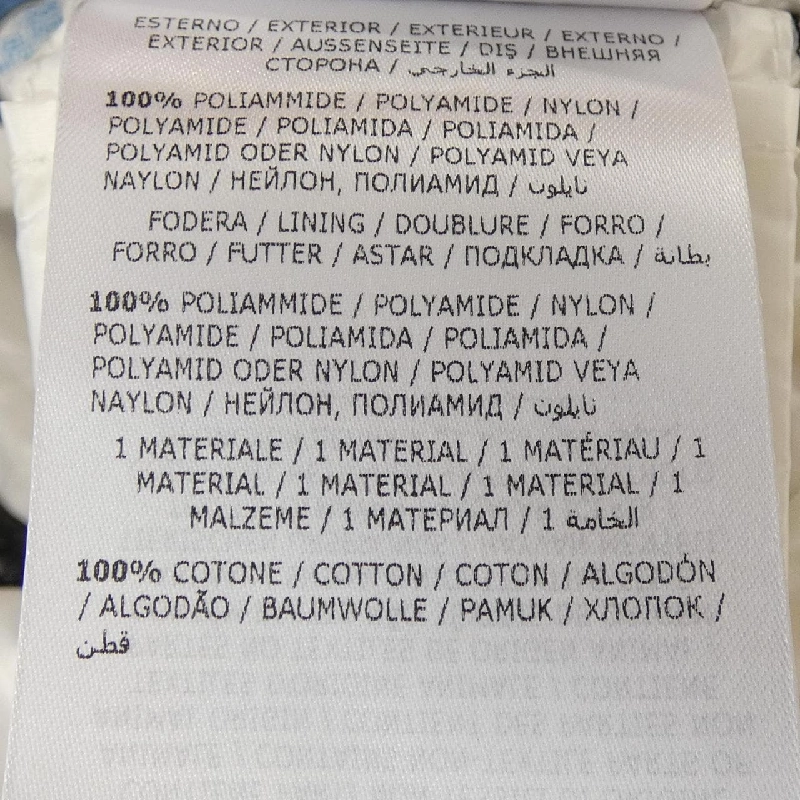 ESTERNO / EXTERIOR / EXTERIEUR / EXTERNO /
EXTERIOR / AUSSENSEITE / DIŞ / ВНЕШНЯЯ
СТОРОНА / الجزء الخارجي
100% POLIAMMIDE / POLYAMIDE / NYLON /
POLYAMIDE / POLIAMIDA / POLIAMIDA /
POLYAMID ODER NYLON / POLYAMID VEYA
NAYLON / НЕЙЛОН, ПОЛИАМИД / نايلون
FODERA / LINING / DOUBLURE / FORRO /
FORRO / FUTTER / ASTAR / ПОДКЛАДКА / بطانة
100% POLIAMMIDE / POLYAMIDE / NYLON /
POLYAMIDE / POLIAMIDA / POLIAMIDA /
POLYAMID ODER NYLON / POLYAMID VEYA
NAYLON / НЕЙЛОН, ПОЛИАМИД / نايلون
1 MATERIALE / 1 MATERIAL / 1 MATÉRIAU / 1
MATERIAL / 1 MATERIAL / 1 MATERIAL / 1
MALZEME / 1 МАТЕРИАЛ / 1 الخامة
100% COTONE / COTTON / COTON / ALGODÓN
/ ALGODÃO / BAUMWOLLE / PAMUK / ХЛОПОК /
قطن